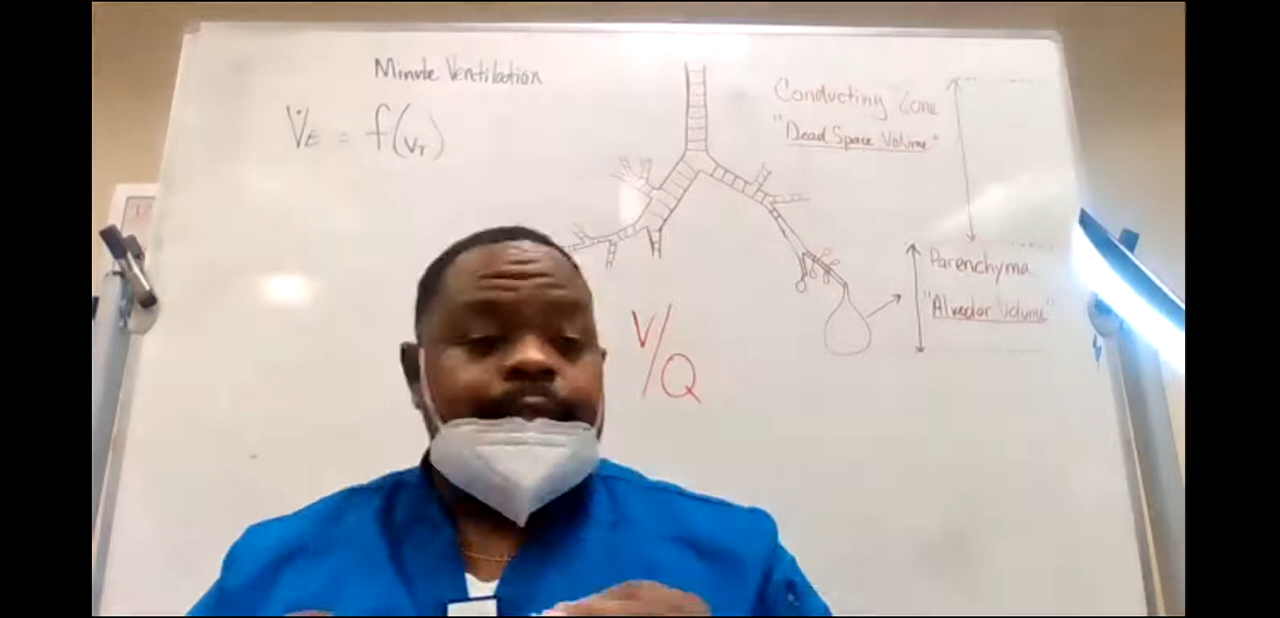 Minute Ventilation
V̇E = f(VT)
Conducting Zone
"Dead Space Volume"
Parenchyma
"Alveolar Volume"
V/Q